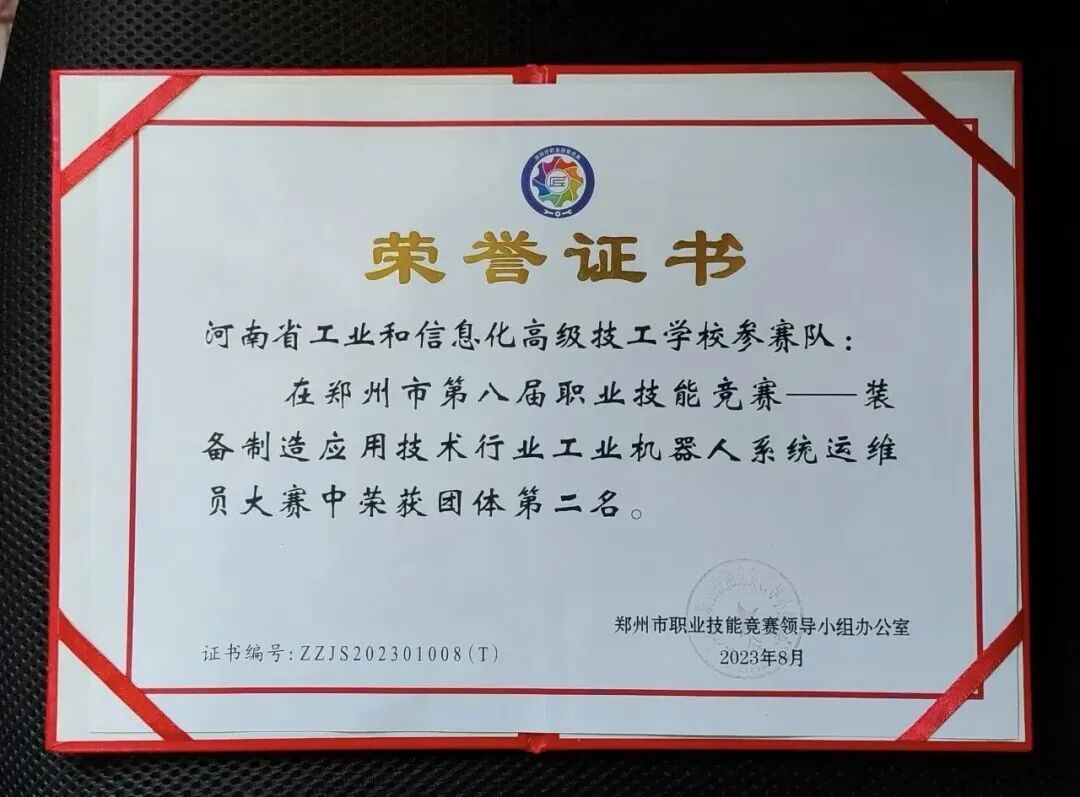 匠
荣誉证书
河南省工业和信息化高级技工学校参赛队：
在郑州市第八届职业技能竞赛——装
备制造应用技术行业工业机器人系统运维
员大赛中荣获团体第二名。
郑州市职业技能竞赛领导小组办公室
证书编号:ZZJS202301008(T)
2023年8月